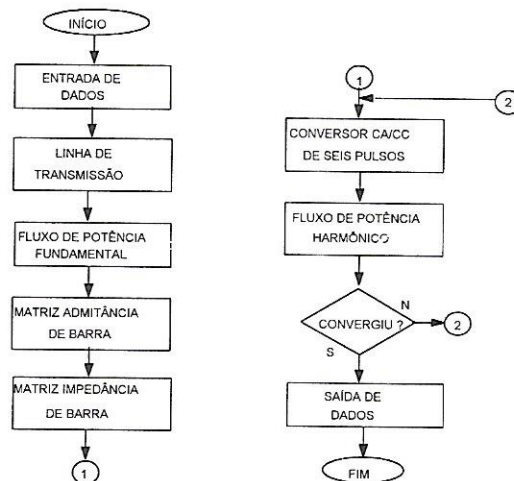 INÍCIO
ENTRADA DE
DADOS
LINHA DE
TRANSMISSÃO
FLUXO DE POTÊNCIA
FUNDAMENTAL
MATRIZ ADMITÂNCIA
DE BARRA
MATRIZ IMPEDÂNCIA
DE BARRA
1
1
2
CONVERSOR CA/CC
DE SEIS PULSOS
FLUXO DE POTÊNCIA
HARMÔNICO
N
CONVERGIU ?
2
S
SAÍDA DE
DADOS
FIM